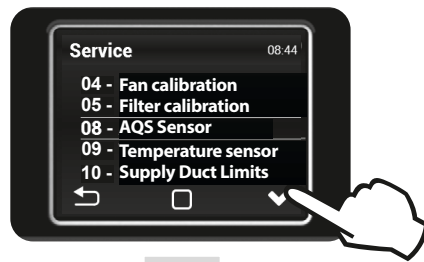 Service 08:44
04 - Fan calibration
05 - Filter calibration
08 - AQS Sensor
09 - Temperature sensor
10 - Supply Duct Limits